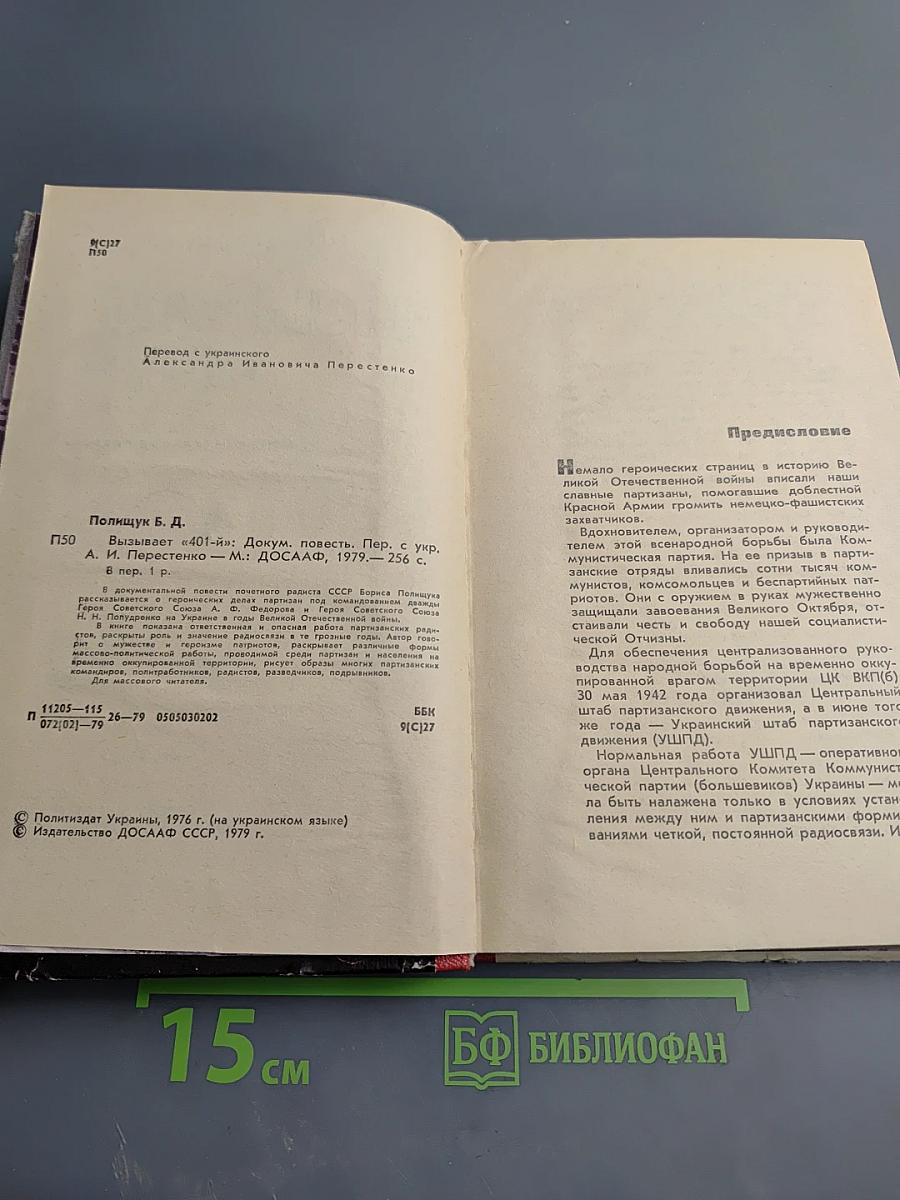 9(С)27
П50
Перевод с украинского
Александра Ивановича Перестенко
Полищук Б. Д.
П50 Вызывает «401-й»: Докум. повесть. Пер. с укр.
А. И. Перестенко — М.: ДОСААФ, 1979.— 256 с.
В пер. 1 р.
В документальной повести почетного радиста СССР Бориса Полищука
рассказывается о героических делах партизан под командованием дважды
Героя Советского Союза А. Ф. Федорова и Героя Советского Союза
Н. Н. Попудренко на Украине в годы Великой Отечественной войны.
В книге показана ответственная и опасная работа партизанских ради-
стов, раскрыты роль и значение радиосвязи в те грозные годы. Автор гово-
рит о мужестве и героизме патриотов, раскрывает различные формы
массово-политической работы, проводимой среди партизан и населения на
временно оккупированной территории, рисует образы многих партизанских
командиров, политработников, радистов, разведчиков, подрывников.
Для массового читателя.
П 11205—115
072[02]—79 26—79 0505030202
ББК
9[С]27
© Политиздат Украины, 1976 г. (на украинском языке)
© Издательство ДОСААФ СССР, 1979 г.
Предисловие
Немало героических страниц в историю Ве-
ликой Отечественной войны вписали наши
славные партизаны, помогавшие доблестной
Красной Армии громить немецко-фашистских
захватчиков.
Вдохновителем, организатором и руководи-
телем этой всенародной борьбы была Ком-
мунистическая партия. На ее призыв в парти-
занские отряды вливались сотни тысяч ком-
мунистов, комсомольцев и беспартийных пат-
риотов. Они с оружием в руках мужественно
защищали завоевания Великого Октября, от-
стаивали честь и свободу нашей социалисти-
ческой Отчизны.
Для обеспечения централизованного руко-
водства народной борьбой на временно окку-
пированной врагом территории ЦК ВКП(б)
30 мая 1942 года организовал Центральный
штаб партизанского движения, а в июне того
же года — Украинский штаб партизанского
движения (УШПД).
Нормальная работа УШПД — оперативно
органа Центрального Комитета Коммунист
ческой партии (большевиков) Украины — мо
ла быть налажена только в условиях устан
ления между ним и партизанскими форми
ваниями четкой, постоянной радиосвязи. И
15 см
БФ БИБЛИОФАН